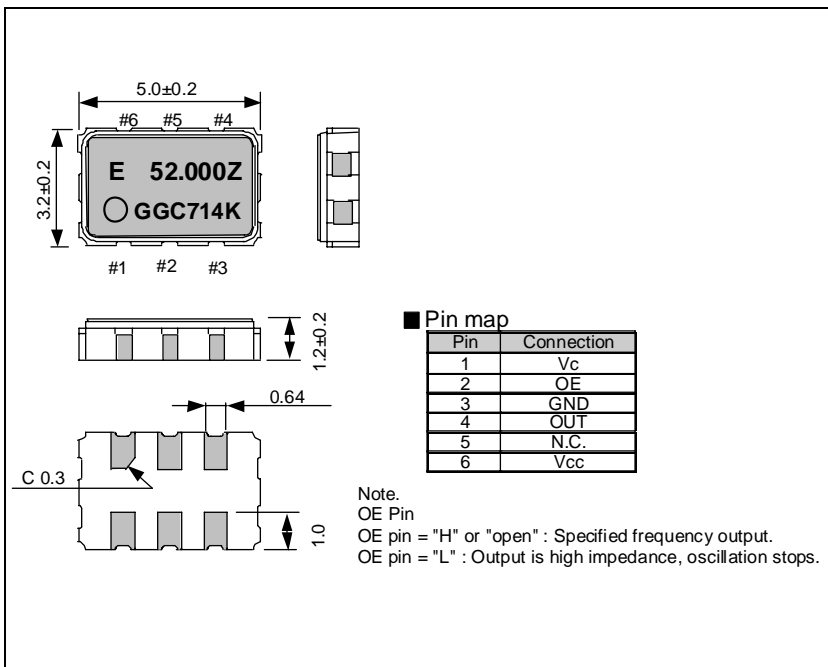 5.0±0.2
#6 #5 #4
3.2±0.2
E 52.000Z
GGC714K
#1 #2 #3
1.2±0.2
0.64
C 0.3
1.0
■ Pin map
Pin Connection
1 Vc
2 OE
3 GND
4 OUT
5 N.C.
6 Vcc
Note.
OE Pin
OE pin = "H" or "open" : Specified frequency output.
OE pin = "L" : Output is high impedance, oscillation stops.